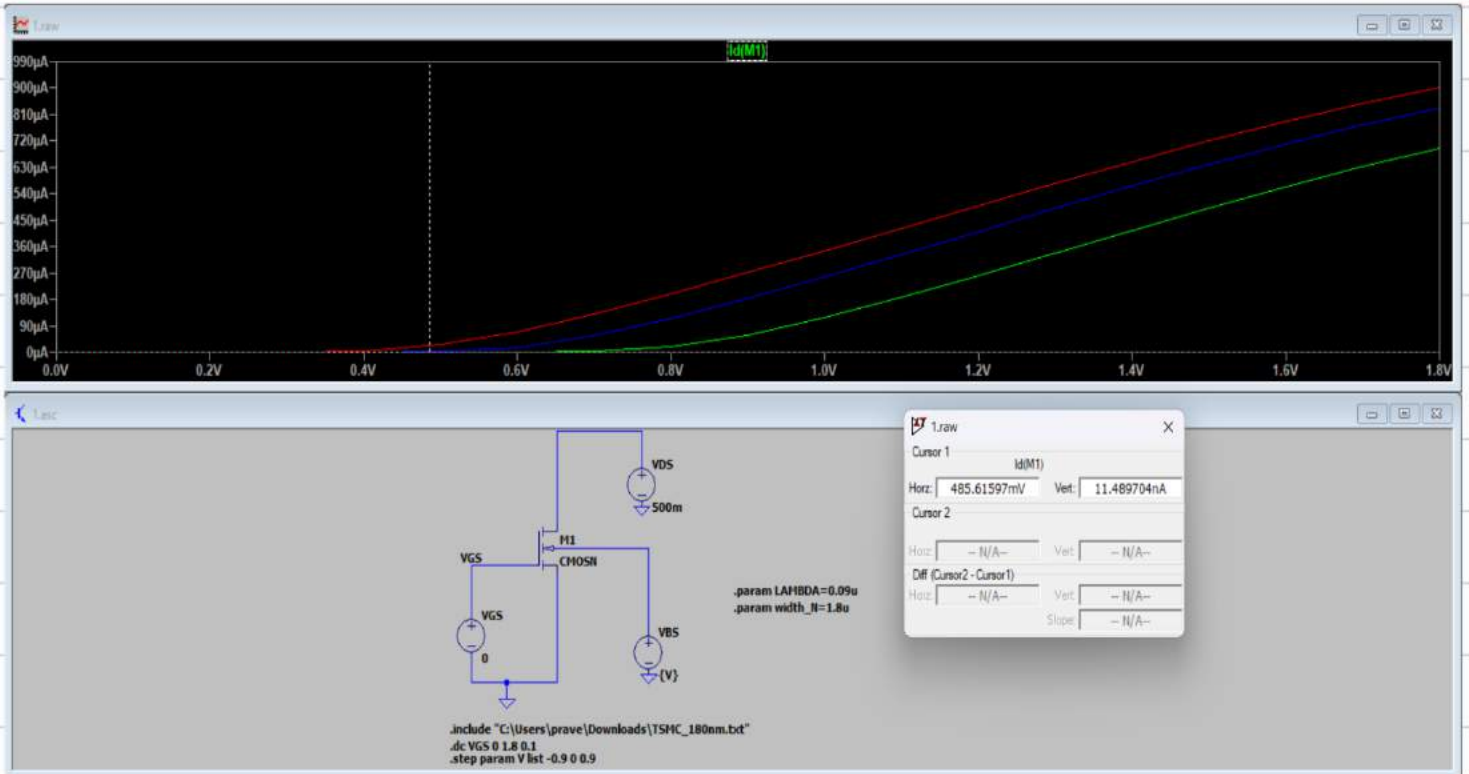 1.raw
Id(M1)
990µA
900µA
810µA
720µA
630µA
540µA
450µA
360µA
270µA
180µA
90µA
0µA
0.0V 0.2V 0.4V 0.6V 0.8V 1.0V 1.2V 1.4V 1.6V 1.8V
1.asc
VDS
500m
M1
CMOSN
VGS
VGS
0
VBS
{V}
.param LAMBDA=0.09u
.param width_N=1.8u
.include "C:\Users\prave\Downloads\TSMC_180nm.txt"
.dc VGS 0 1.8 0.1
.step param V list -0.9 0 0.9
1.raw
Cursor 1
Id(M1)
Horz: 485.61597mV Vert: 11.489704nA
Cursor 2
Horz: -- N/A-- Vert: -- N/A--
Diff (Cursor2 - Cursor1)
Horz: -- N/A-- Vert: -- N/A--
Slope: -- N/A--